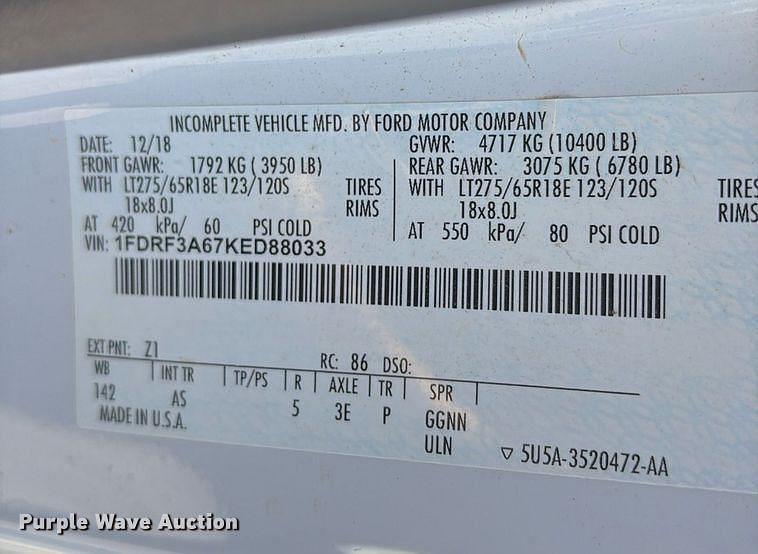 INCOMPLETE VEHICLE MFD. BY FORD MOTOR COMPANY
DATE: 12/18 GVWR: 4717 KG (10400 LB)
FRONT GAWR: 1792 KG ( 3950 LB) REAR GAWR: 3075 KG ( 6780 LB)
WITH LT275/65R18E 123/120S TIRES WITH LT275/65R18E 123/120S TIRES
18x8.0J RIMS 18x8.0J RIMS
AT 420 kPa/ 60 PSI COLD AT 550 kPa/ 80 PSI COLD
VIN: 1FDRF3A67KED88033
EXT PNT: Z1 RC: 86 DSO:
WB INT TR TP/PS R AXLE TR SPR
142 AS 5 3E P GGNN
MADE IN U.S.A. ULN
▽ 5U5A-3520472-AA
Purple Wave Auction